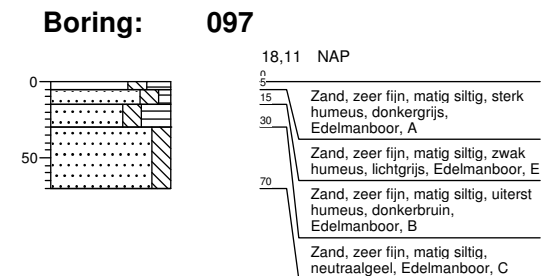 Boring: 097
18,11 NAP
0
0
5
15
30
50
70
Zand, zeer fijn, matig siltig, sterk
humeus, donkergrijs,
Edelmanboor, A
Zand, zeer fijn, matig siltig, zwak
humeus, lichtgrijs, Edelmanboor, E
Zand, zeer fijn, matig siltig, uiterst
humeus, donkerbruin,
Edelmanboor, B
Zand, zeer fijn, matig siltig,
neutraalgeel, Edelmanboor, C